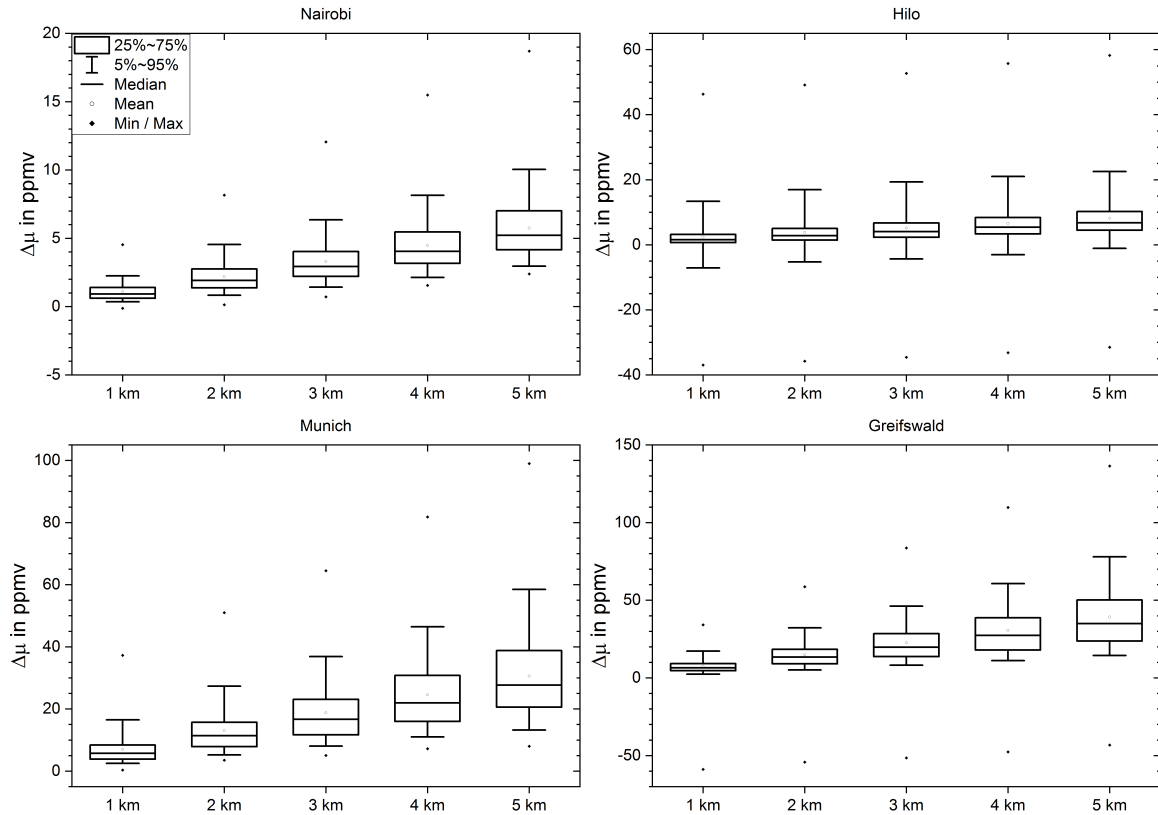 Nairobi
20
15
10
5
0
-5
Δμ in ppmv
25%~75%
5%~95%
Median
Mean
Min / Max
1 km 2 km 3 km 4 km 5 km
Hilo
60
40
20
0
-20
-40
Δμ in ppmv
1 km 2 km 3 km 4 km 5 km
Munich
100
80
60
40
20
0
Δμ in ppmv
1 km 2 km 3 km 4 km 5 km
Greifswald
150
100
50
0
-50
Δμ in ppmv
1 km 2 km 3 km 4 km 5 km